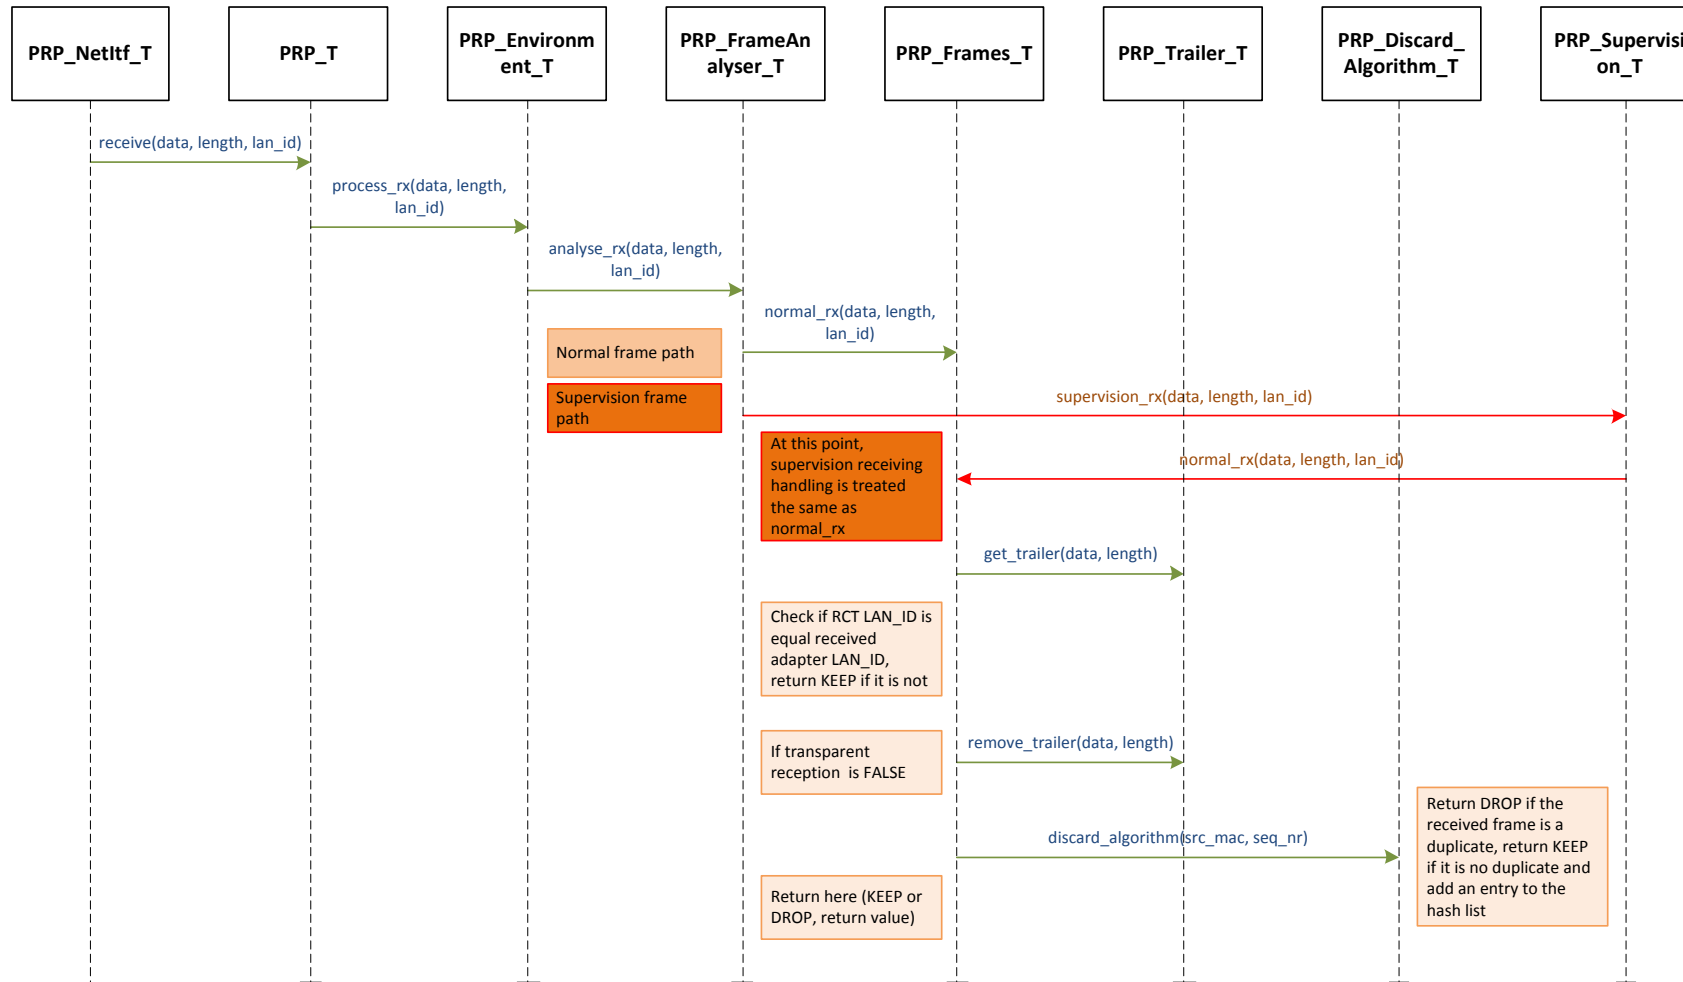 PRP_NetItf_T
PRP_T
PRP_Environm
ent_T
PRP_FrameAn
alyser_T
PRP_Frames_T
PRP_Trailer_T
PRP_Discard_
Algorithm_T
PRP_Supervisi
on_T
receive(data, length, lan_id)
process_rx(data, length,
lan_id)
analyse_rx(data, length,
lan_id)
normal_rx(data, length,
lan_id)
Normal frame path
Supervision frame
path
supervision_rx(data, length, lan_id)
At this point,
supervision receiving
handling is treated
the same as
normal_rx
normal_rx(data, length, lan_id)
get_trailer(data, length)
Check if RCT LAN_ID is
equal received
adapter LAN_ID,
return KEEP if it is not
If transparent
reception  is FALSE
remove_trailer(data, length)
discard_algorithm(src_mac, seq_nr)
Return DROP if the
received frame is a
duplicate, return KEEP
if it is no duplicate and
add an entry to the
hash list
Return here (KEEP or
DROP, return value)